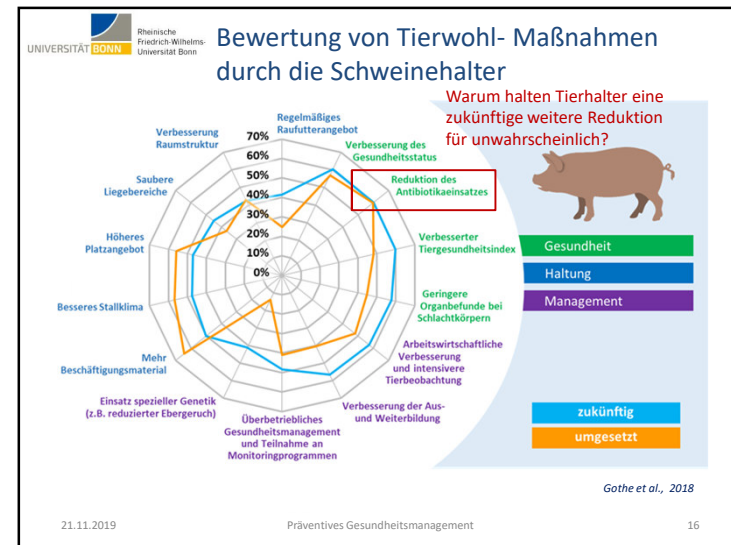 UNIVERSITÄT BONN
Rheinische
Friedrich-Wilhelms-
Universität Bonn
Bewertung von Tierwohl- Maßnahmen
durch die Schweinehalter
Warum halten Tierhalter eine
zukünftige weitere Reduktion
für unwahrscheinlich?
Regelmäßiges
Raufutterangebot
Verbesserung des
Gesundheitsstatus
Reduktion des
Antibiotikaeinsatzes
Verbesserter
Tiergesundheitsindex
Geringere
Organbefunde bei
Schlachtkörpern
Arbeitswirtschaftliche
Verbesserung
und intensivere
Tierbeobachtung
Verbesserung der Aus-
und Weiterbildung
Überbetriebliches
Gesundheitsmanagement
und Teilnahme an
Monitoringprogrammen
Einsatz spezieller Genetik
(z.B. reduzierter Ebergeruch)
Mehr
Beschäftigungsmaterial
Besseres Stallklima
Höheres
Platzangebot
Saubere
Liegebereiche
Verbesserung
Raumstruktur
70%
60%
50%
40%
30%
20%
10%
0%
Gesundheit
Haltung
Management
zukünftig
umgesetzt
Gothe et al., 2018
21.11.2019
Präventives Gesundheitsmanagement
16